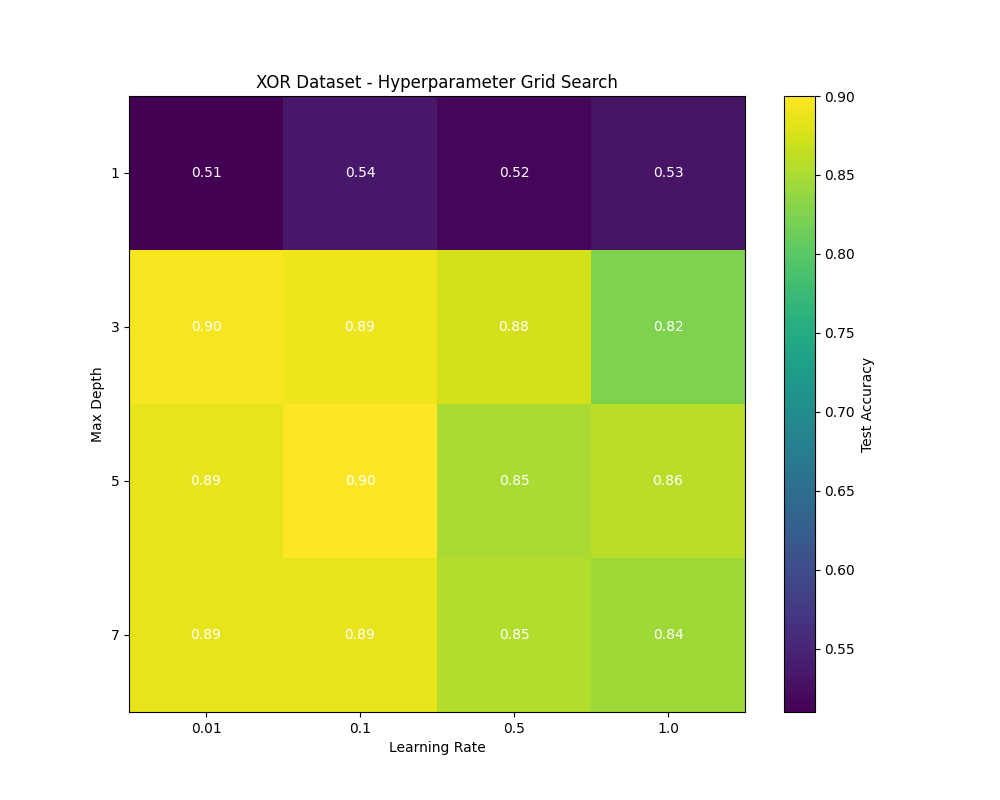 XOR Dataset - Hyperparameter Grid Search
1 0.51 0.54 0.52 0.53
3 0.90 0.89 0.88 0.82
5 0.89 0.90 0.85 0.86
7 0.89 0.89 0.85 0.84
0.01 0.1 0.5 1.0
Learning Rate
Max Depth
0.90
0.85
0.80
0.75
0.70
0.65
0.60
0.55
Test Accuracy